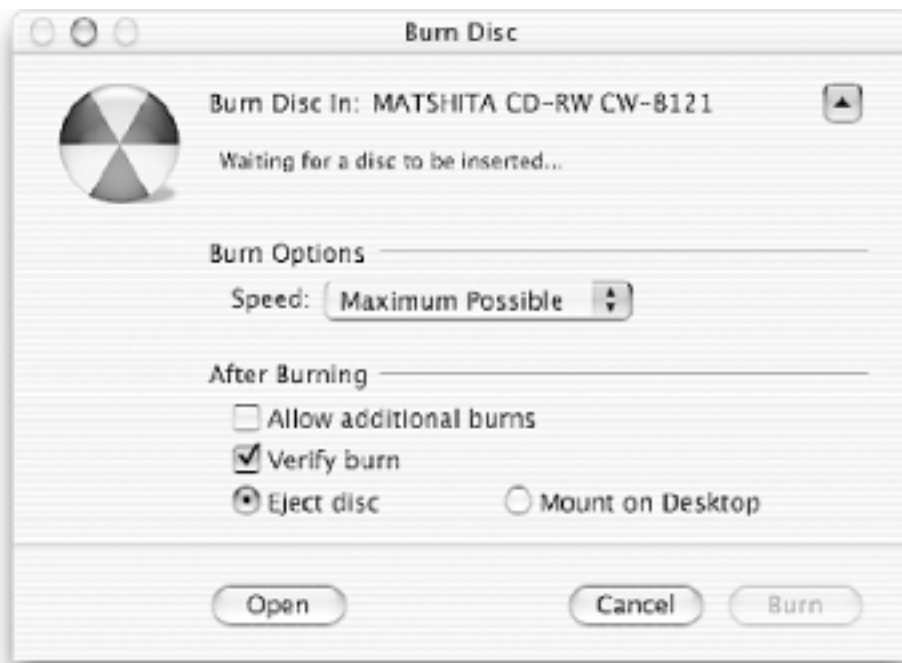 Burn Disc
Burn Disc In: MATSHITA CD-RW CW-8121
Waiting for a disc to be inserted...
Burn Options
Speed: Maximum Possible
After Burning
Allow additional burns
Verify burn
Eject disc Mount on Desktop
Open Cancel Burn